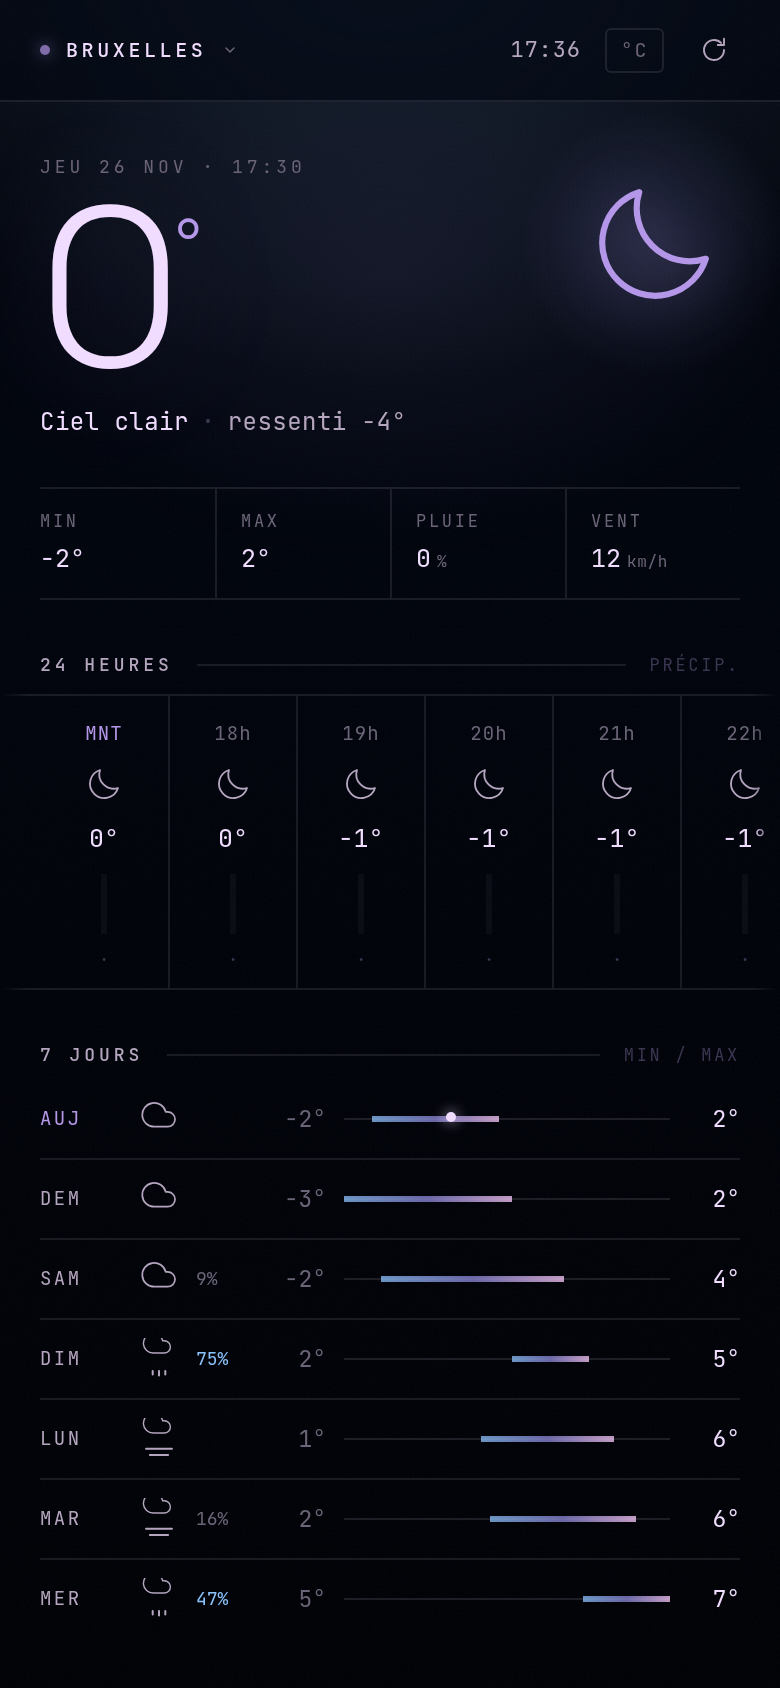 BRUXELLES 17:36 °C
JEU 26 NOV · 17:30
0°
Ciel clair · ressenti -4°
MIN MAX PLUIE VENT
-2° 2° 0 % 12 km/h
24 HEURES PRÉCIP.
MNT 18h 19h 20h 21h 22h
0° 0° -1° -1° -1° -1°
· · · · · ·
7 JOURS MIN / MAX
AUJ -2° 2°
DEM -3° 2°
SAM 9% -2° 4°
DIM 75% 2° 5°
LUN 1° 6°
MAR 16% 2° 6°
MER 47% 5° 7°